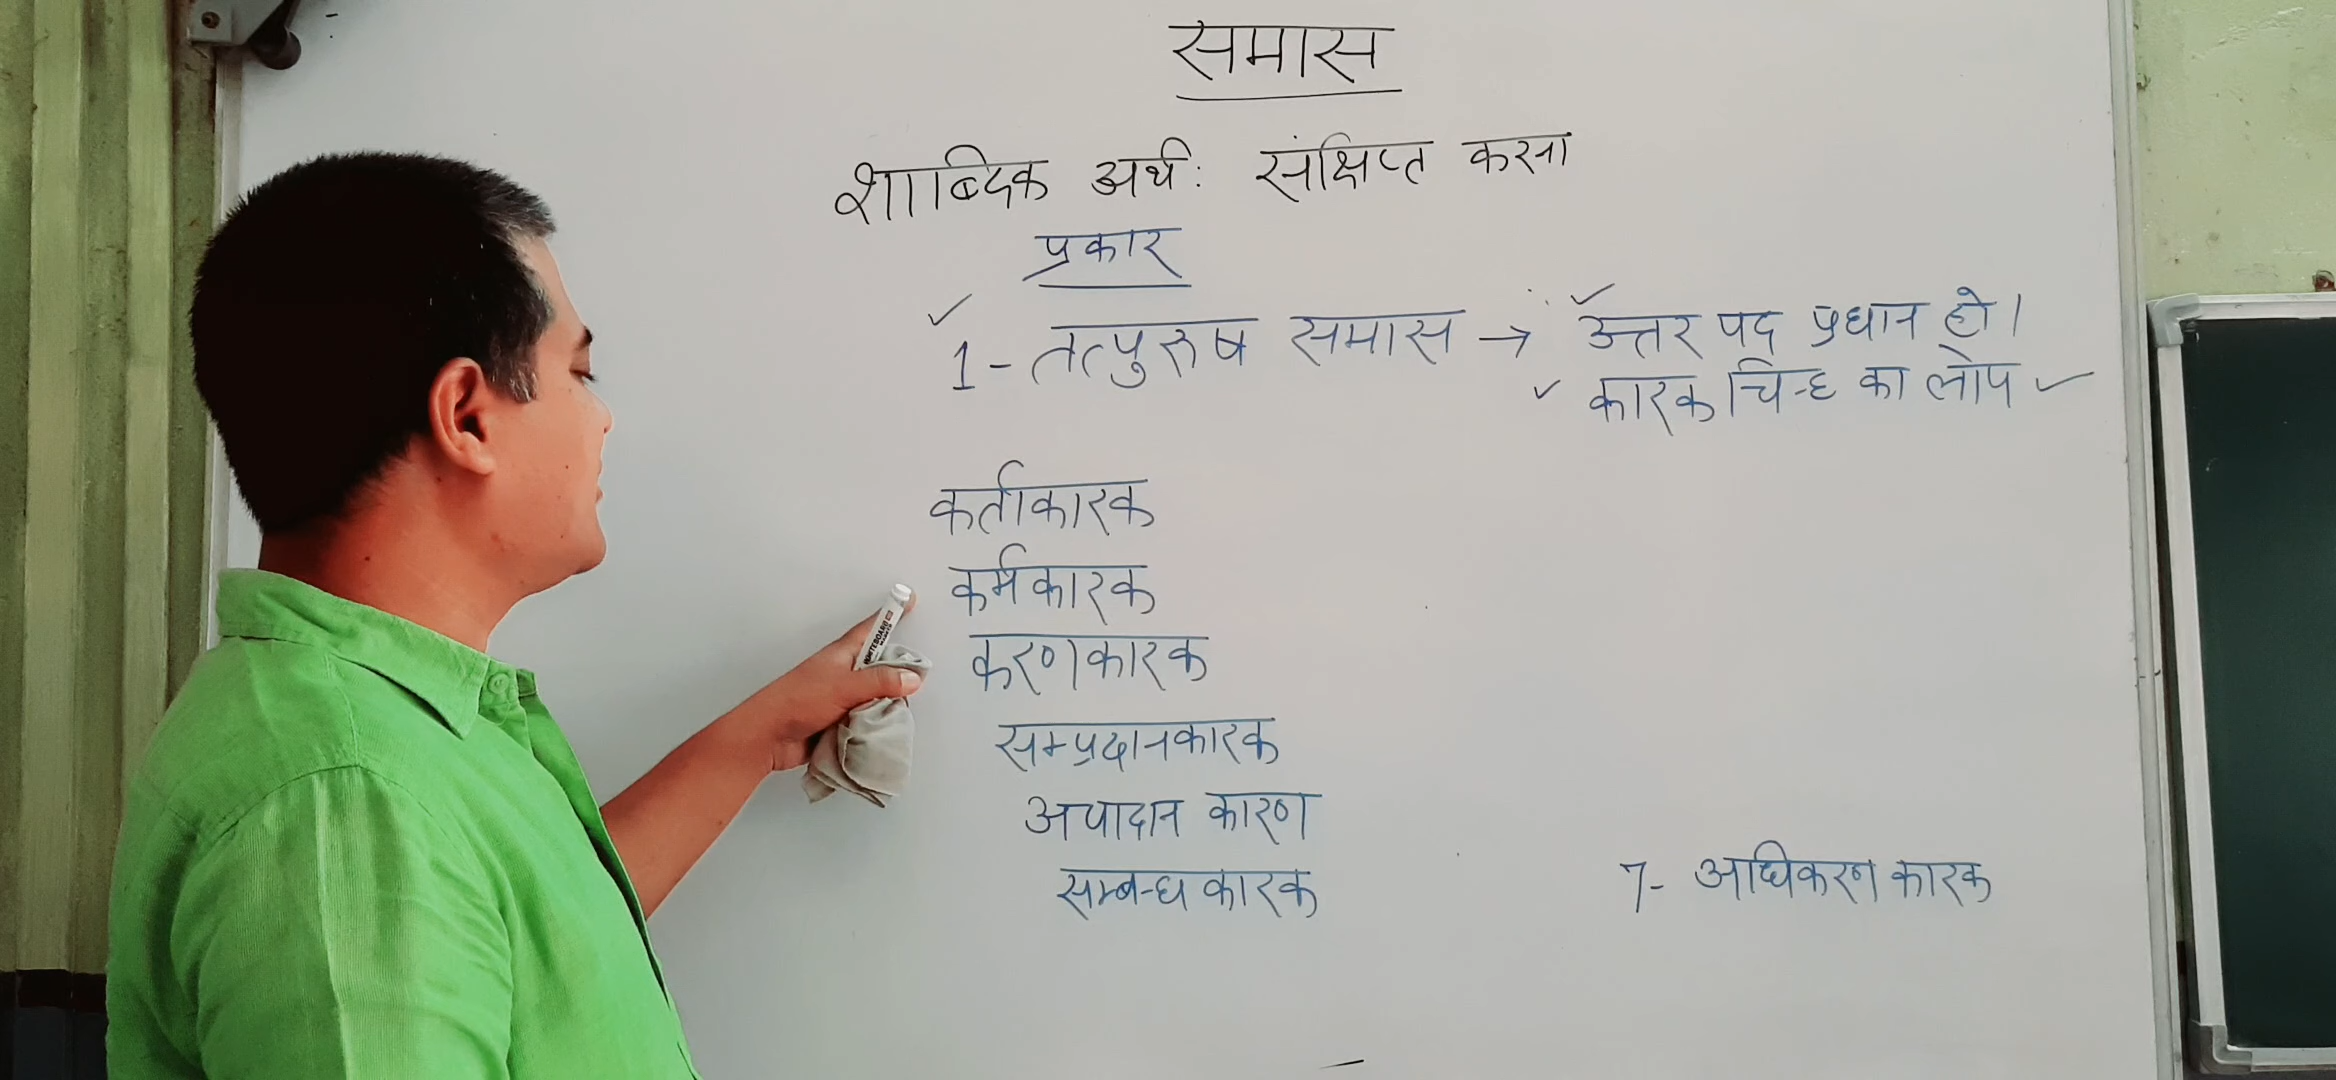 समास
शाब्दिक अर्थ: संक्षिप्त करना
प्रकार
1- तत्पुरुष समास → उत्तर पद प्रधान हो।
कारक चिन्ह का लोप
कर्ताकारक
कर्मकारक
करणकारक
सम्प्रदानकारक
अपादान कारण
सम्बन्ध कारक
7- अधिकरण कारक
WHITEBOARD